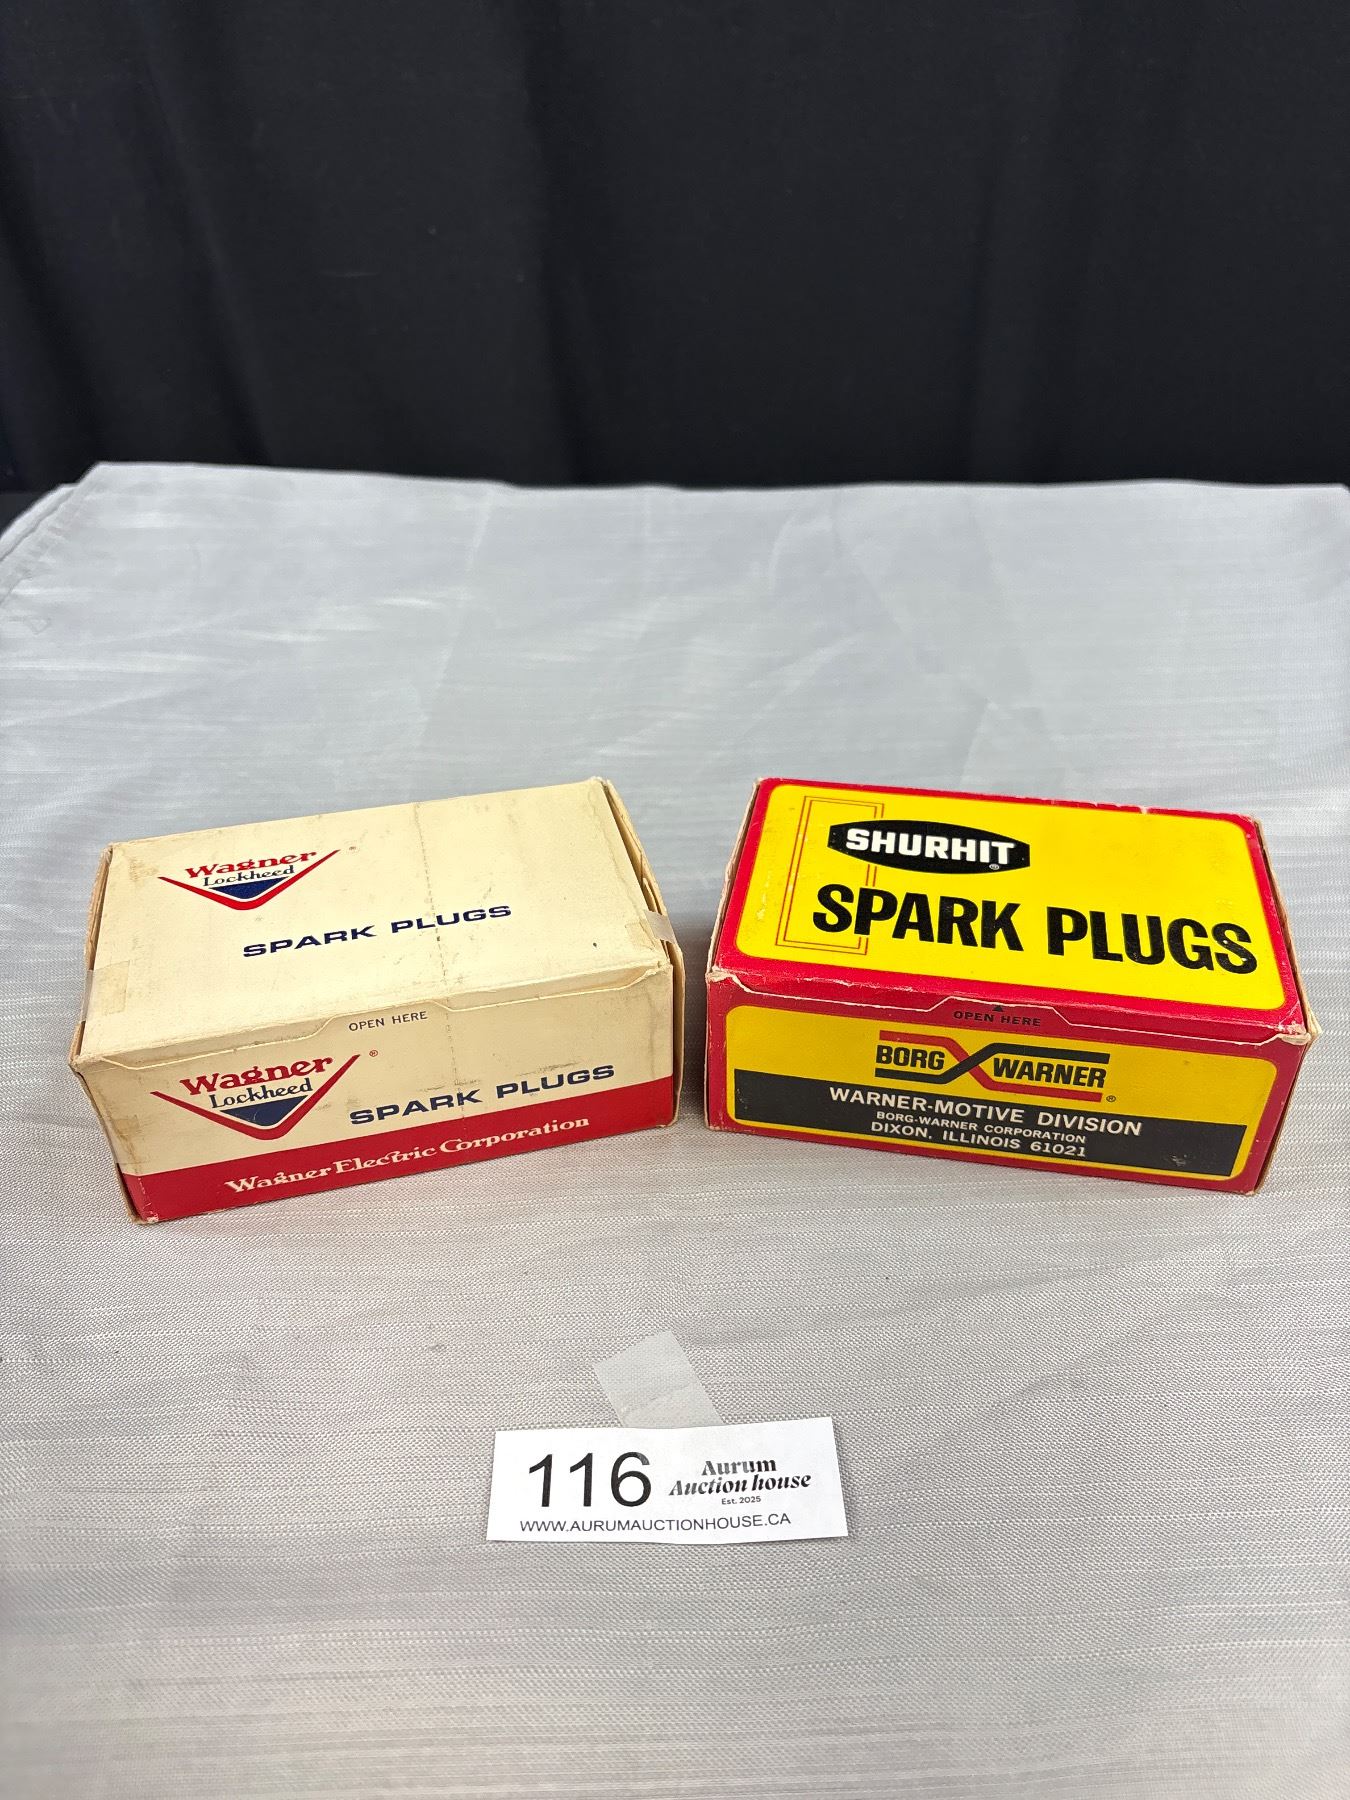 Wagner ®
Lockheed
SPARK PLUGS
OPEN HERE
Wagner ®
Lockheed
SPARK PLUGS
Wagner Electric Corporation
SHURHIT ®
SPARK PLUGS
OPEN HERE
BORG WARNER ®
WARNER-MOTIVE DIVISION
BORG-WARNER CORPORATION
DIXON, ILLINOIS 61021
116
Aurum
Auction house
Est. 2025
WWW.AURUMAUCTIONHOUSE.CA